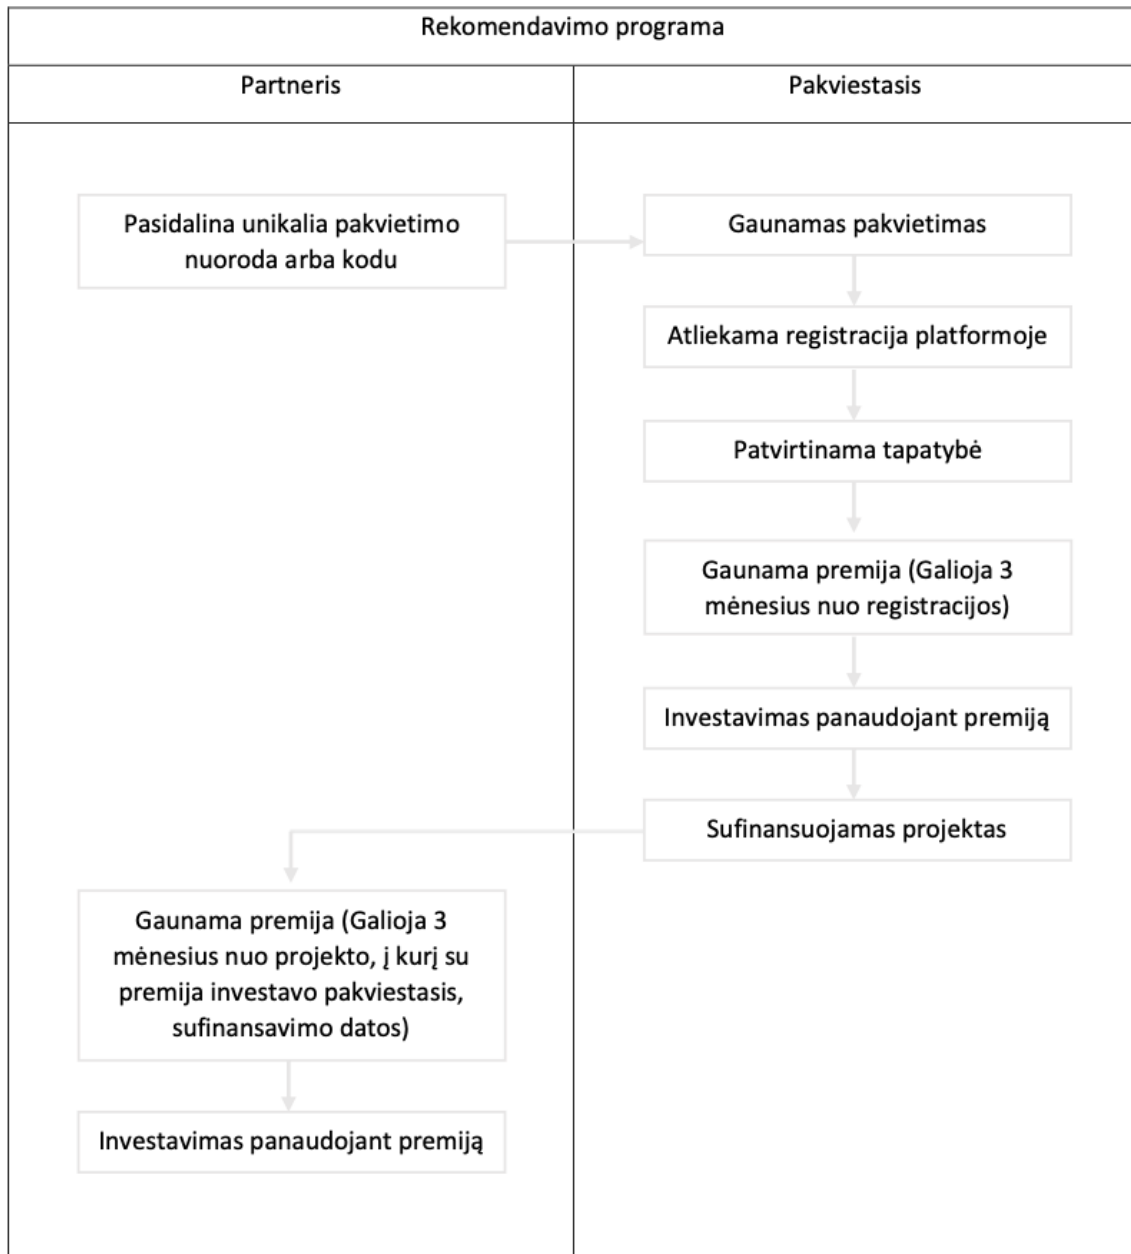 Rekomendavimo programa
Partneris
Pakviestasis
Pasidalina unikalia pakvietimo
nuoroda arba kodu
Gaunamas pakvietimas
Atliekama registracija platformoje
Patvirtinama tapatybė
Gaunama premija (Galioja 3
mėnesius nuo registracijos)
Investavimas panaudojant premiją
Sufinansuojamas projektas
Gaunama premija (Galioja 3
mėnesius nuo projekto, į kurį su
premija investavo pakviestasis,
sufinansavimo datos)
Investavimas panaudojant premiją